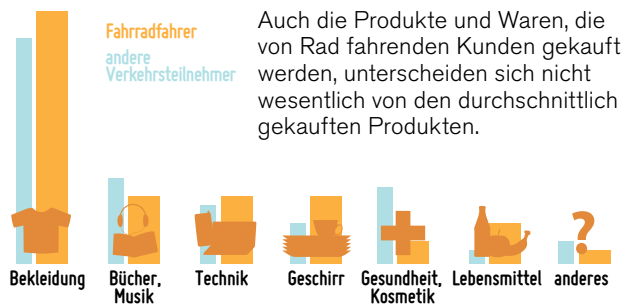 Fahrradfahrer
andere
Verkehrsteilnehmer
Auch die Produkte und Waren, die
von Rad fahrenden Kunden gekauft
werden, unterscheiden sich nicht
wesentlich von den durchschnittlich
gekauften Produkten.
?
Bekleidung
Bücher,
Musik
Technik
Geschirr
Gesundheit,
Kosmetik
Lebensmittel
anderes